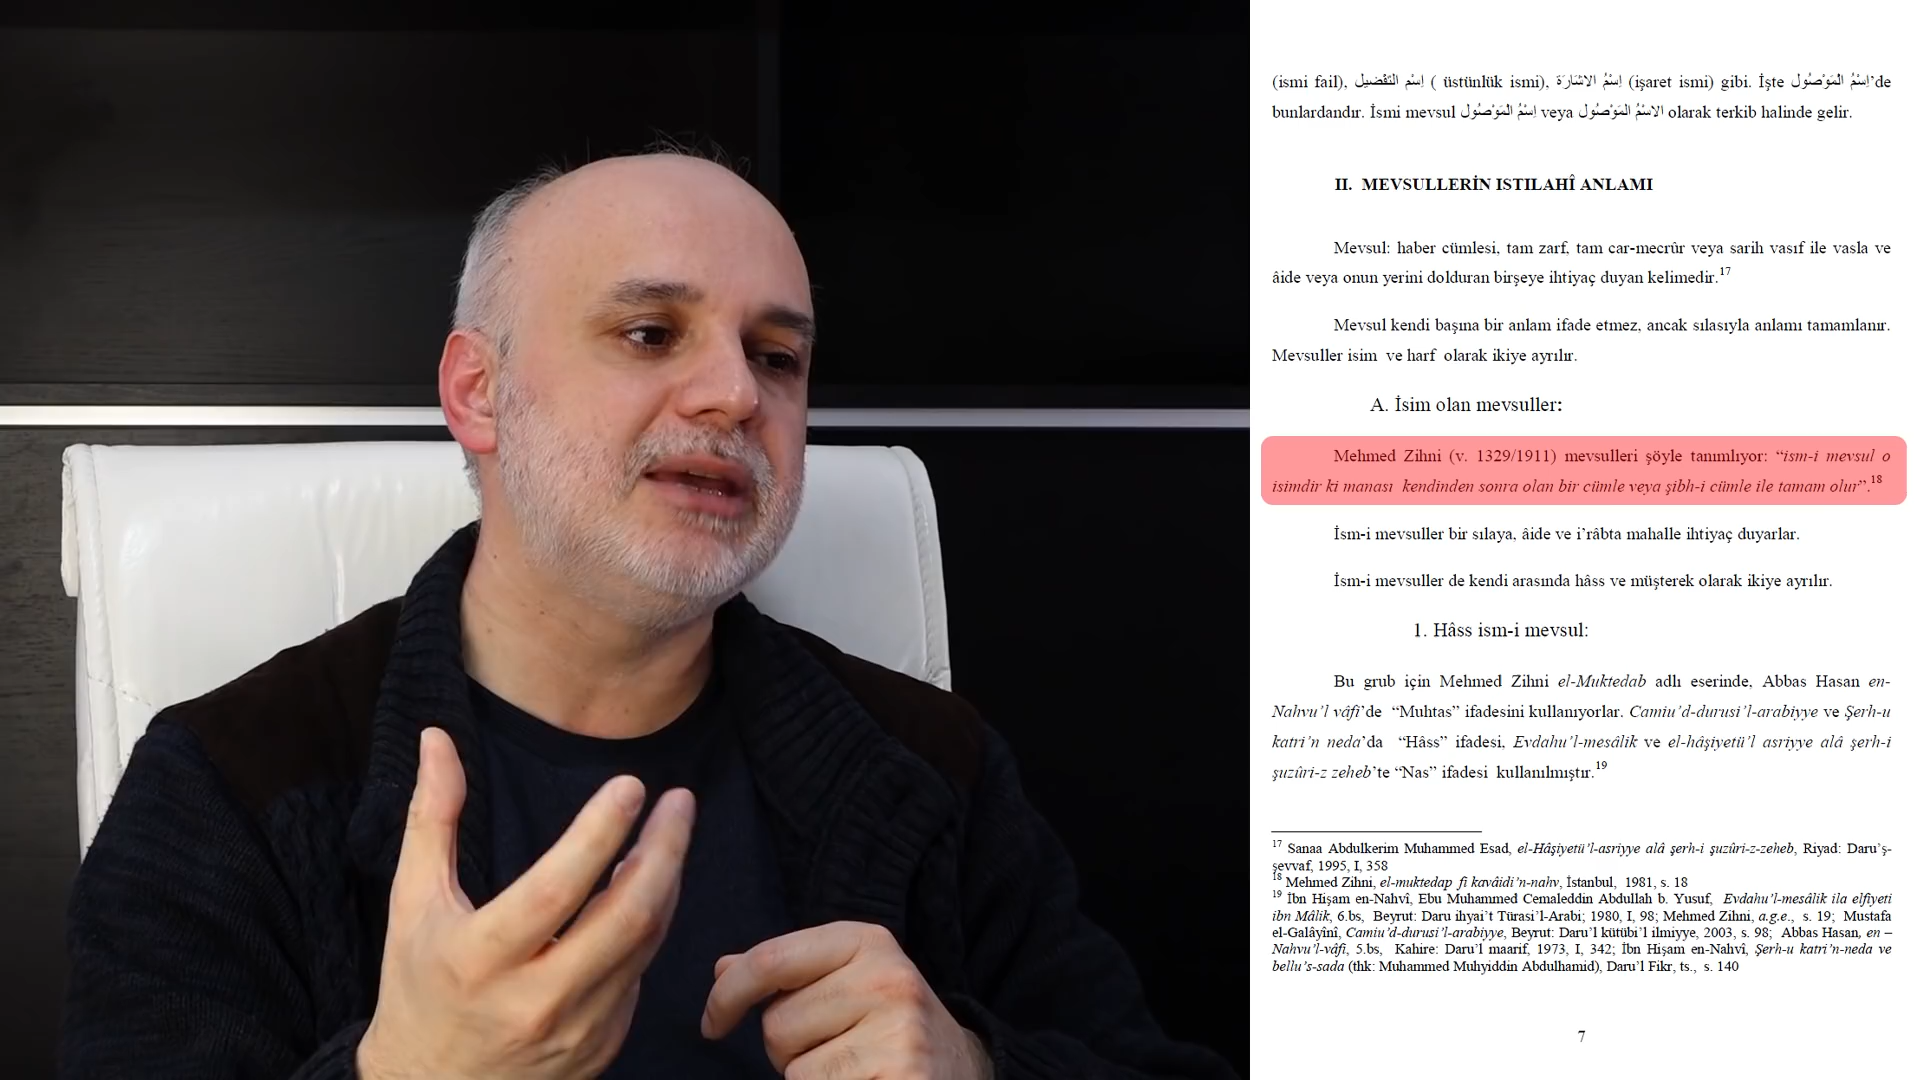 (ismi fail), اِسْم التَفْضيل ( üstünlük ismi), اِسْمُ الاشَارَة (işaret ismi) gibi. İşte اِسْمُ الْمَوْصُول’de
bunlardandır. İsmi mevsul اِسْمُ الْمَوْصُول veya الاسْمُ الْمَوْصُول olarak terkib halinde gelir.
II. MEVSULLERİN ISTILAHÎ ANLAMI
Mevsul: haber cümlesi, tam zarf, tam car-mecrûr veya sarih vasıf ile vasla ve
âide veya onun yerini dolduran birşeye ihtiyaç duyan kelimedir.17
Mevsul kendi başına bir anlam ifade etmez, ancak sılasıyla anlamı tamamlanır.
Mevsuller isim ve harf olarak ikiye ayrılır.
A. İsim olan mevsuller:
Mehmed Zihni (v. 1329/1911) mevsulleri şöyle tanımlıyor: “ism-i mevsul o
isimdir ki manası kendinden sonra olan bir cümle veya şibh-i cümle ile tamam olur”.18
İsm-i mevsuller bir sılaya, âide ve i’râbta mahalle ihtiyaç duyarlar.
İsm-i mevsuller de kendi arasında hâss ve müşterek olarak ikiye ayrılır.
1. Hâss ism-i mevsul:
Bu grub için Mehmed Zihni el-Muktedab adlı eserinde, Abbas Hasan en-
Nahvu’l vâfi’de “Muhtas” ifadesini kullanıyorlar. Camiu’d-durusi’l-arabiyye ve Şerh-u
katri’n neda’da “Hâss” ifadesi, Evdahu’l-mesâlik ve el-hâşiyetü’l asriyye alâ şerh-i
şuzûri-z zeheb’te “Nas” ifadesi kullanılmıştır.19
17 Sanaa Abdulkerim Muhammed Esad, el-Hâşiyetü’l-asriyye alâ şerh-i şuzûri-z-zeheb, Riyad: Daru’ş-
şevvaf, 1995, I, 358
18 Mehmed Zihni, el-muktedap fi kavâidi’n-nahv, İstanbul, 1981, s. 18
19 İbn Hişam en-Nahvî, Ebu Muhammed Cemaleddin Abdullah b. Yusuf, Evdahu’l-mesâlik ila elfiyeti
ibn Mâlik, 6.bs, Beyrut: Daru ihyai’t Türasi’l-Arabi; 1980, I, 98; Mehmed Zihni, a.g.e., s. 19; Mustafa
el-Galâyînî, Camiu’d-durusi’l-arabiyye, Beyrut: Daru’l kütübi’l ilmiyye, 2003, s. 98; Abbas Hasan, en –
Nahvu’l-vâfi, 5.bs, Kahire: Daru’l maarif, 1973, I, 342; İbn Hişam en-Nahvî, Şerh-u katri’n-neda ve
bellu’s-sada (thk: Muhammed Muhyiddin Abdulhamid), Daru’l Fikr, ts., s. 140
7